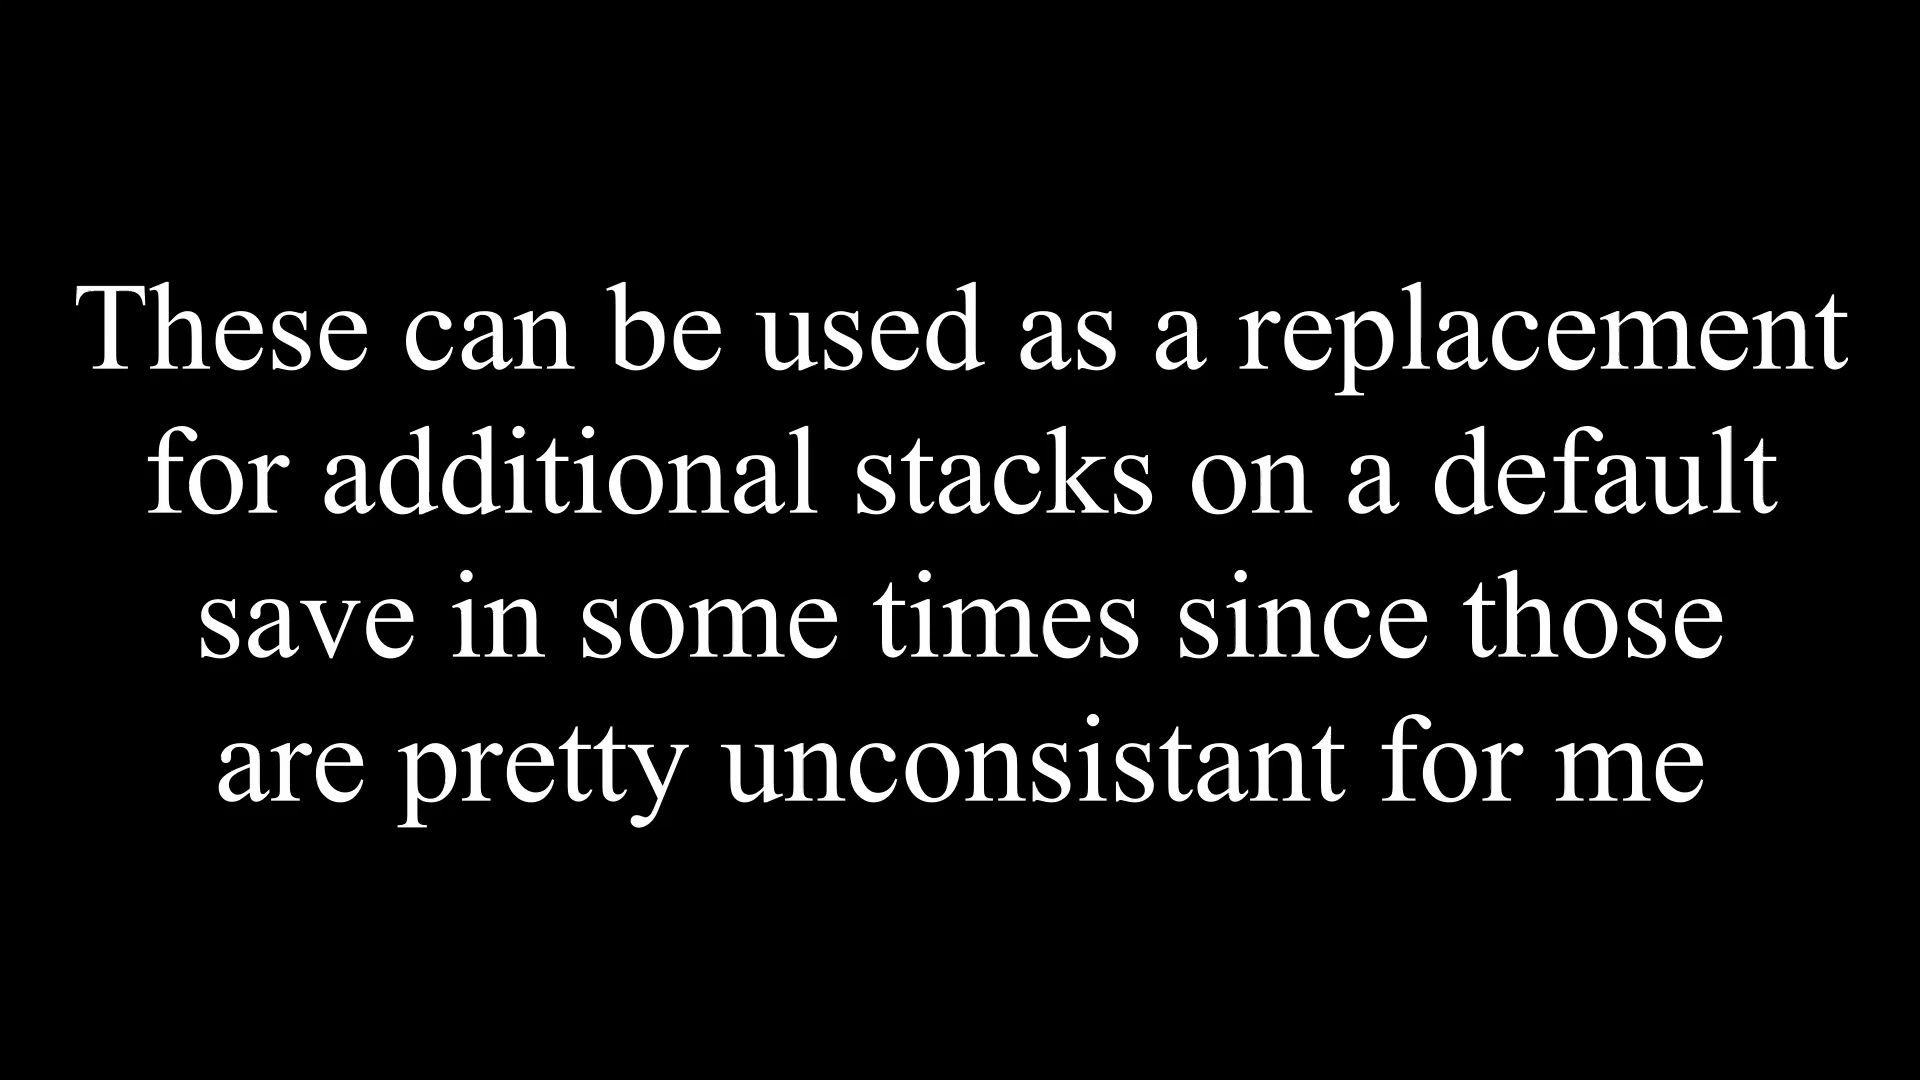 These can be used as a replacement
for additional stacks on a default
save in some times since those
are pretty unconsistant for me